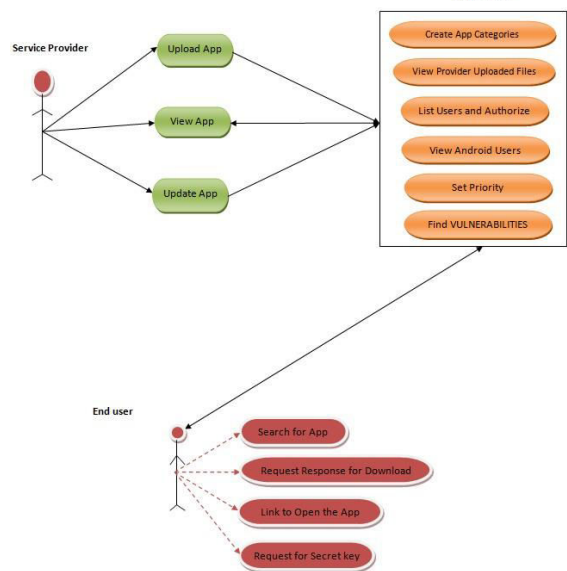 Service Provider
Upload App
View App
Update App
Create App Categories
View Provider Uploaded Files
List Users and Authorize
View Android Users
Set Priority
Find VULNERABILITIES
End user
Search for App
Request Response for Download
Link to Open the App
Request for Secret key